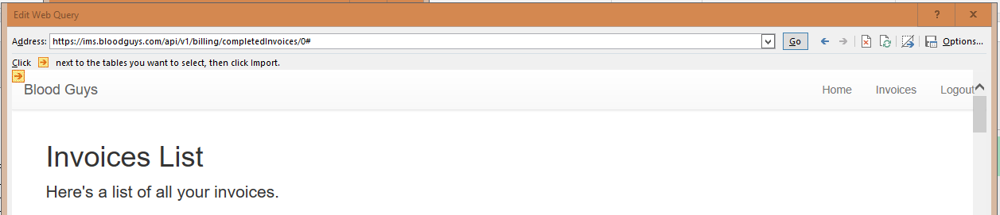 Edit Web Query
? x
Address: https://ims.bloodguys.com/api/v1/billing/completedInvoices/0# Go Options...
Click next to the tables you want to select, then click Import.
Blood Guys Home Invoices Logout
Invoices List
Here's a list of all your invoices.